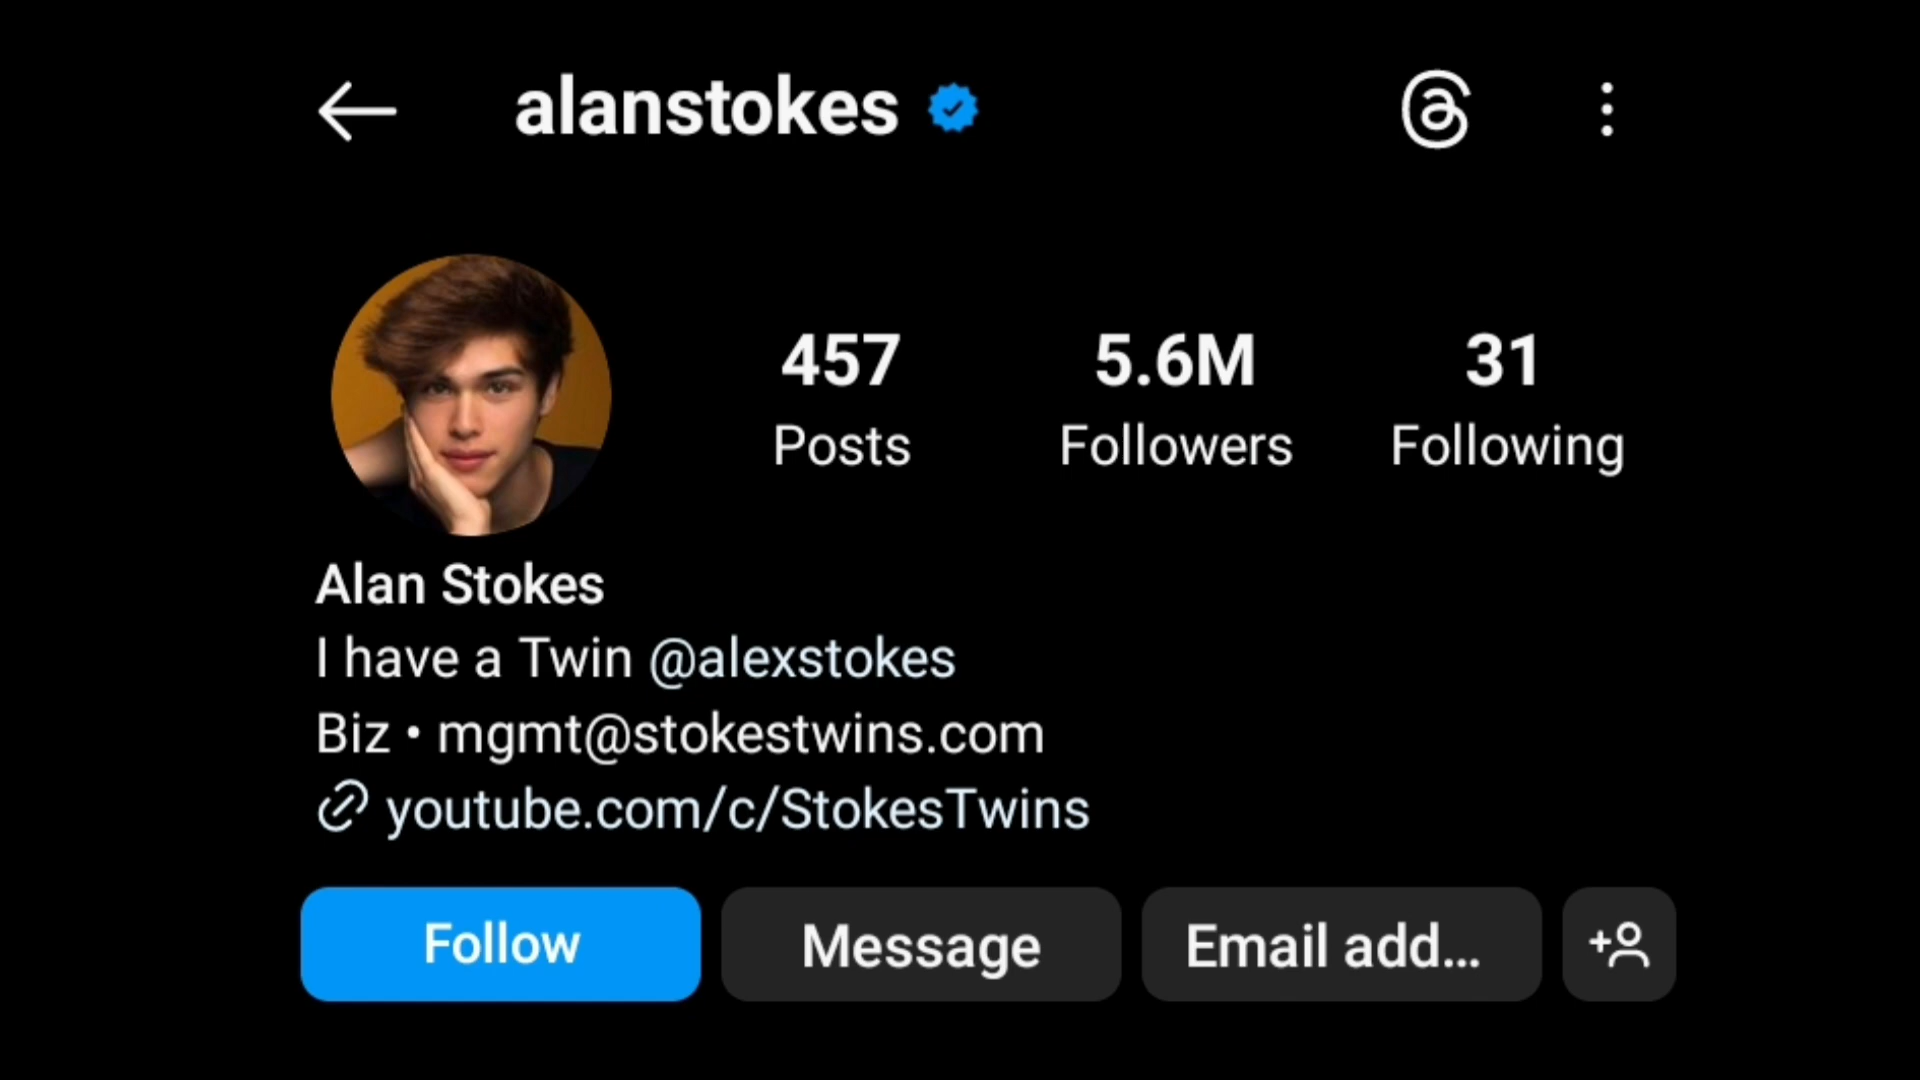 alanstokes
457 5.6M 31
Posts Followers Following
Alan Stokes
I have a Twin @alexstokes
Biz • mgmt@stokestwins.com
youtube.com/c/StokesTwins
Follow Message Email add...